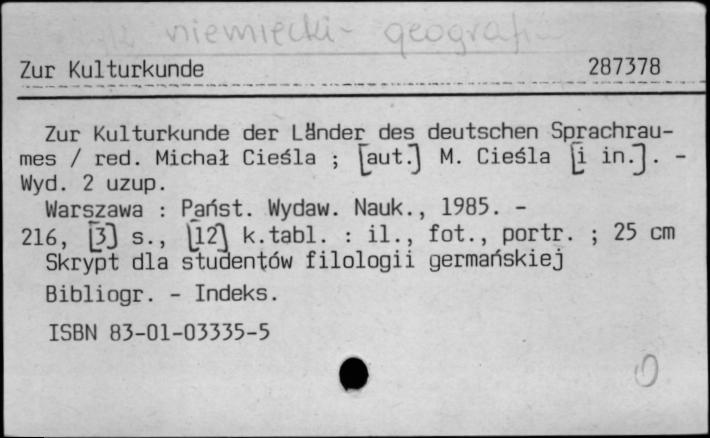 niemiecki - geografi
Zur Kulturkunde 287378
Zur Kulturkunde der Länder des deutschen Sprachrau-
mes / red. Michał Cieśla ; [aut.] M. Cieśla [i in.]. -
Wyd. 2 uzup.
Warszawa : Państ. Wydaw. Nauk., 1985. -
216, [3] s., [12] k.tabl. : il., fot., portr. ; 25 cm
Skrypt dla studentów filologii germańskiej
Bibliogr. - Indeks.
ISBN 83-01-03335-5